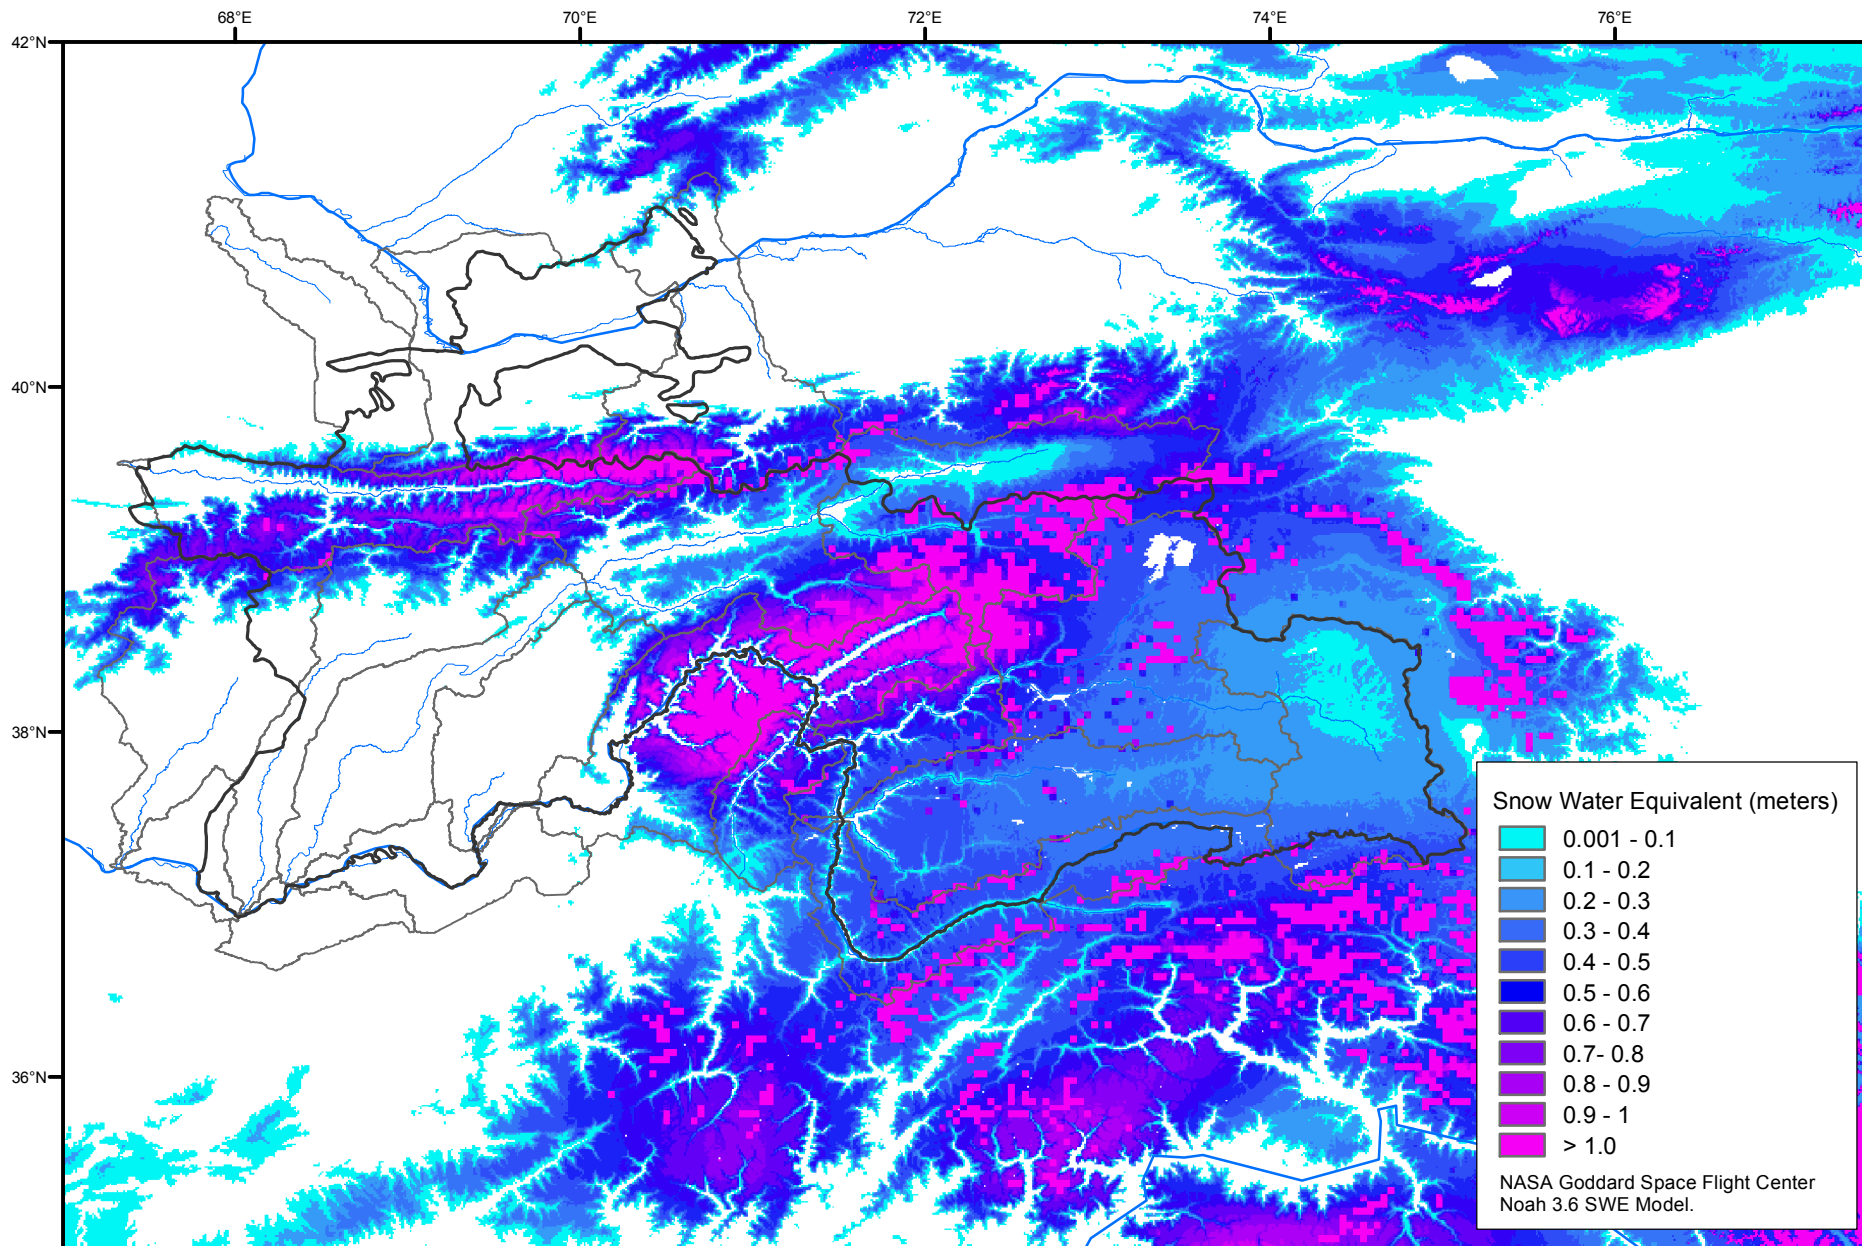 68°E 70°E 72°E 74°E 76°E
42°N
40°N
38°N
36°N
Snow Water Equivalent (meters)
0.001 - 0.1
0.1 - 0.2
0.2 - 0.3
0.3 - 0.4
0.4 - 0.5
0.5 - 0.6
0.6 - 0.7
0.7- 0.8
0.8 - 0.9
0.9 - 1
> 1.0
NASA Goddard Space Flight Center
Noah 3.6 SWE Model.